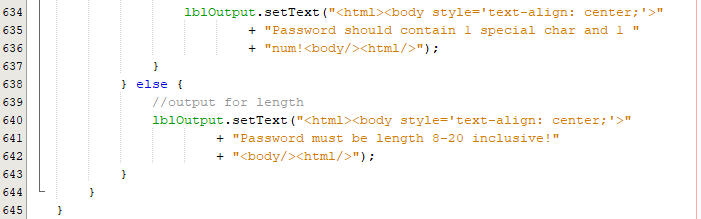 634 lblOutput.setText("<html><body style='text-align: center;'>"
635 + "Password should contain 1 special char and 1 "
636 + "num!<body/><html/>");
637 }
638 } else {
639 //output for length
640 lblOutput.setText("<html><body style='text-align: center;'>"
641 + "Password must be length 8-20 inclusive!"
642 + "<body/><html/>");
643 }
644 }
645 }